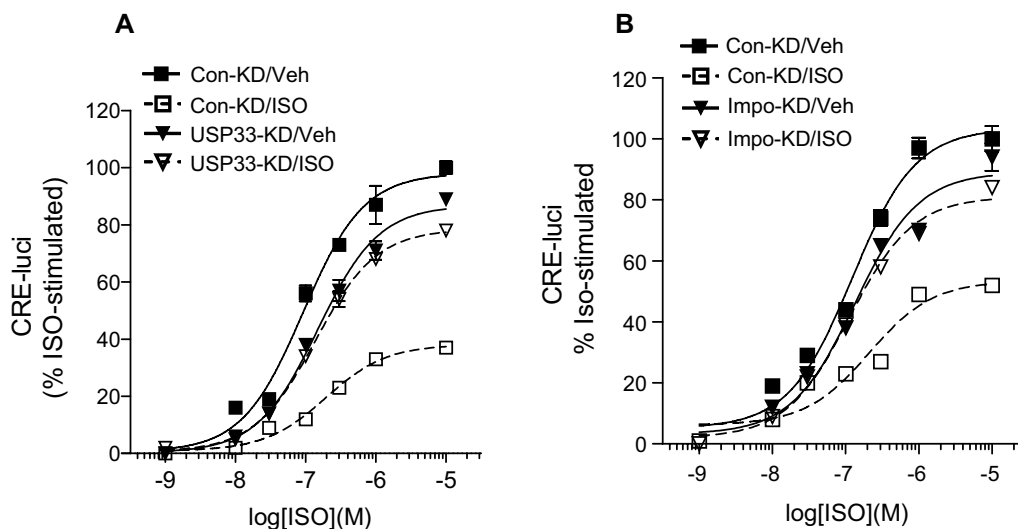 A
Con-KD/Veh
Con-KD/ISO
USP33-KD/Veh
USP33-KD/ISO
CRE-luci
(% ISO-stimulated)
120
100
80
60
40
20
0
-9
-8
-7
-6
-5
log[ISO](M)
B
Con-KD/Veh
Con-KD/ISO
Impo-KD/Veh
Impo-KD/ISO
CRE-luci
% Iso-stimulated
120
100
80
60
40
20
0
-9
-8
-7
-6
-5
log[ISO](M)